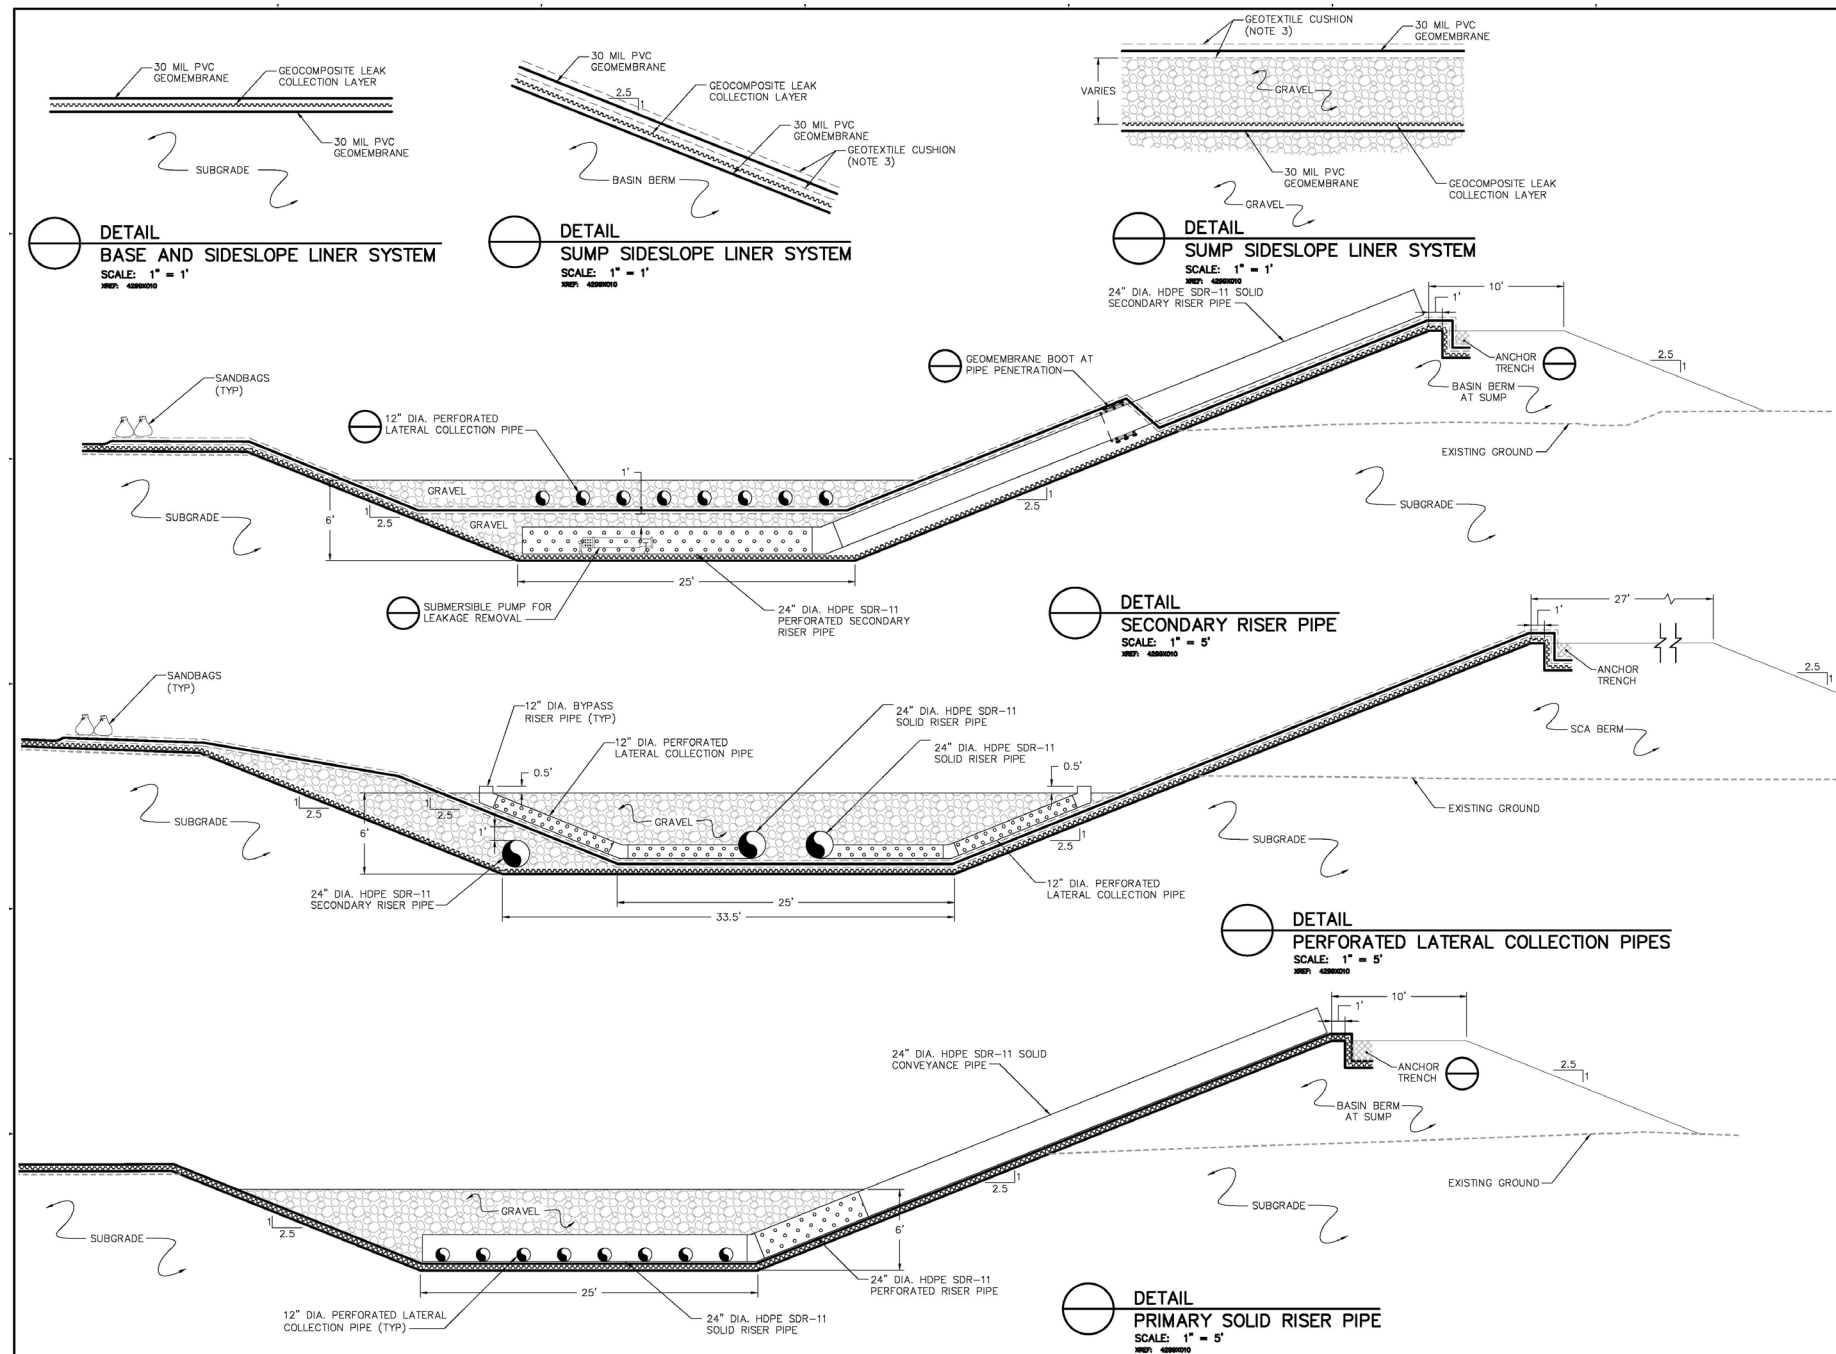 30 MIL PVC
GEOMEMBRANE
GEOCOMPOSITE LEAK
COLLECTION LAYER
30 MIL PVC
GEOMEMBRANE
SUBGRADE
DETAIL
BASE AND SIDESLOPE LINER SYSTEM
SCALE: 1" = 1'
XREF: 4299X010
30 MIL PVC
GEOMEMBRANE
2.5
1
GEOCOMPOSITE LEAK
COLLECTION LAYER
30 MIL PVC
GEOMEMBRANE
GEOTEXTILE CUSHION
(NOTE 3)
BASIN BERM
DETAIL
SUMP SIDESLOPE LINER SYSTEM
SCALE: 1" = 1'
XREF: 4299X010
GEOTEXTILE CUSHION
(NOTE 3)
30 MIL PVC
GEOMEMBRANE
VARIES
GRAVEL
30 MIL PVC
GEOMEMBRANE
GEOCOMPOSITE LEAK
COLLECTION LAYER
GRAVEL
DETAIL
SUMP SIDESLOPE LINER SYSTEM
SCALE: 1" = 1'
XREF: 4299X010
24" DIA. HDPE SDR-11 SOLID
SECONDARY RISER PIPE
1'
10'
GEOMEMBRANE BOOT AT
PIPE PENETRATION
ANCHOR
TRENCH
2.5
1
BASIN BERM
AT SUMP
SANDBAGS
(TYP)
12" DIA. PERFORATED
LATERAL COLLECTION PIPE
EXISTING GROUND
1'
GRAVEL
GRAVEL
SUBGRADE
6'
1
2.5
2.5
1
SUBGRADE
25'
SUBMERSIBLE PUMP FOR
LEAKAGE REMOVAL
24" DIA. HDPE SDR-11
PERFORATED SECONDARY
RISER PIPE
DETAIL
SECONDARY RISER PIPE
SCALE: 1" = 5'
XREF: 4299X010
27'
1'
ANCHOR
TRENCH
2.5
1
SCA BERM
SANDBAGS
(TYP)
12" DIA. BYPASS
RISER PIPE (TYP)
12" DIA. PERFORATED
LATERAL COLLECTION PIPE
24" DIA. HDPE SDR-11
SOLID RISER PIPE
24" DIA. HDPE SDR-11
SOLID RISER PIPE
0.5'
0.5'
EXISTING GROUND
SUBGRADE
1
2.5
1
2.5
6'
1'
GRAVEL
2.5
1
SUBGRADE
24" DIA. HDPE SDR-11
SECONDARY RISER PIPE
12" DIA. PERFORATED
LATERAL COLLECTION PIPE
25'
33.5'
DETAIL
PERFORATED LATERAL COLLECTION PIPES
SCALE: 1" = 5'
XREF: 4299X010
10'
1'
24" DIA. HDPE SDR-11 SOLID
CONVEYANCE PIPE
ANCHOR
TRENCH
2.5
1
BASIN BERM
AT SUMP
EXISTING GROUND
SUBGRADE
GRAVEL
1
2.5
6'
2.5
1
SUBGRADE
25'
24" DIA. HDPE SDR-11
PERFORATED RISER PIPE
12" DIA. PERFORATED LATERAL
COLLECTION PIPE (TYP)
24" DIA. HDPE SDR-11
SOLID RISER PIPE
DETAIL
PRIMARY SOLID RISER PIPE
SCALE: 1" = 5'
XREF: 4299X010